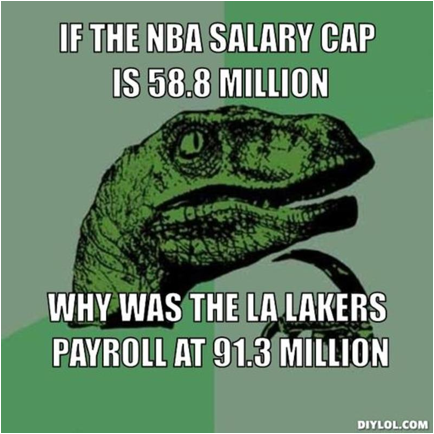 IF THE NBA SALARY CAP
IS 58.8 MILLION
WHY WAS THE LA LAKERS
PAYROLL AT 91.3 MILLION
DIYLOL.COM